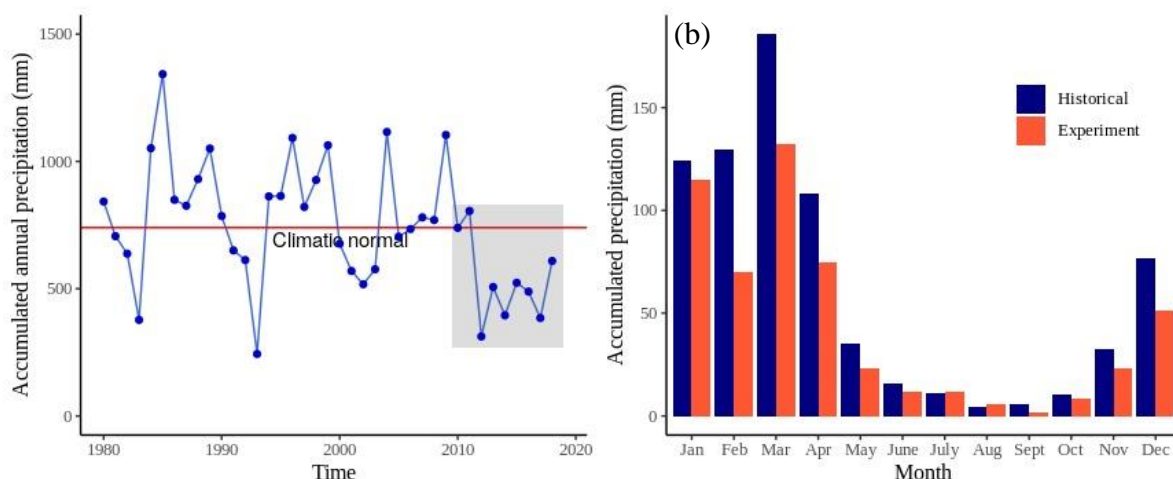 Accumulated annual precipitation (mm)
1500
1000
500
0
Climatic normal
1980
1990
2000
2010
2020
Time
(b)
Accumulated precipitation (mm)
150
100
50
0
Historical
Experiment
Jan Feb Mar Apr May June July Aug Sept Oct Nov Dec
Month